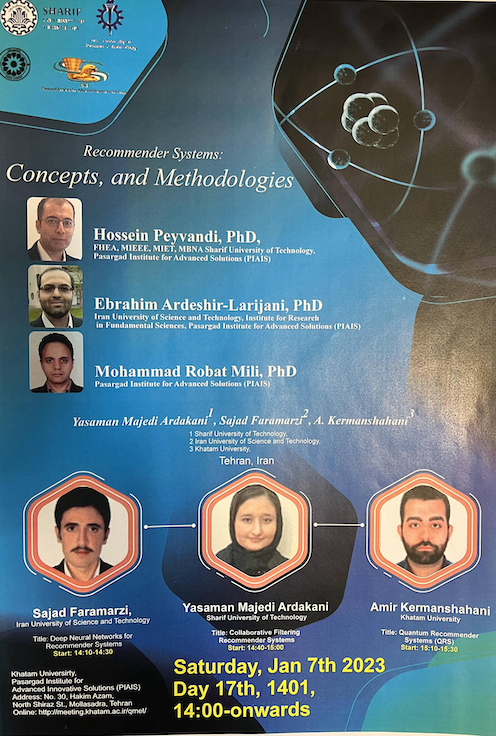 SHARIF
Recommender Systems:
Concepts, and Methodologies
Hossein Peyvandi, PhD,
FHEA, MIEEE, MIET, MBNA Sharif University of Technology,
Pasargad Institute for Advanced Solutions (PIAIS)
Ebrahim Ardeshir-Larijani, PhD
Iran University of Science and Technology, Institute for Research
in Fundamental Sciences, Pasargad Institute for Advanced Solutions (PIAIS)
Mohammad Robat Mili, PhD
Pasargad Institute for Advanced Solutions (PIAIS)
Yasaman Majedi Ardakani¹, Sajad Faramarzi², A. Kermanshahani³
1 Sharif University of Technology,
2 Iran University of Science and Technology,
3 Khatam University,
Tehran, Iran
Sajad Faramarzi,
Iran University of Science and Technology
Title: Deep Neural Networks for
Recommender Systems
Start: 14:10-14:30
Yasaman Majedi Ardakani
Sharif University of Technology
Title: Collaborative Filtering
Recommender Systems
Start: 14:40-15:00
Amir Kermanshahani
Khatam University
Title: Quantum Recommender
Systems (QRS)
Start: 15:10-15:30
Khatam Universirty,
Pasargad Institute for
Advanced Innovative Solutions (PIAIS)
Address: No. 30, Hakim Azam,
North Shiraz St., Mollasadra, Tehran
Online: http://meeting.khatam.ac.ir/qmet/
Saturday, Jan 7th 2023
Day 17th, 1401,
14:00-onwards